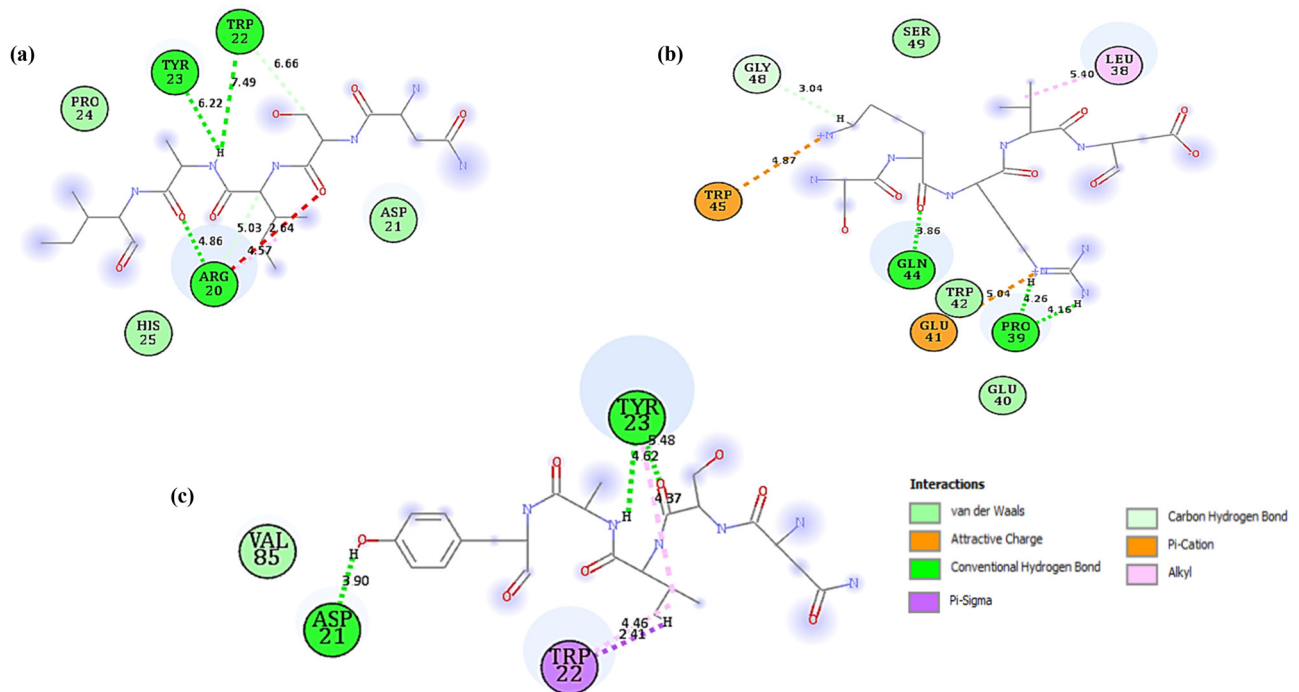 (a)
TRP
22
TYR
23
7.49
6.66
6.22
PRO
24
H
N
O
N
O
N
O
N
N
O
N
O
O
N
O
O
ASP
21
4.86
5.03
2.64
4.57
ARG
20
HIS
25
(b)
SER
49
GLY
48
LEU
38
5.40
3.04
H
+N
4.87
TRP
45
N
N
O
O
O
N
N
O
O
N
O
O
O
3.86
GLN
44
TRP
42
5.04
GLU
41
+N
H
N
N
H
4.26
4.16
PRO
39
GLU
40
(c)
TYR
23
5.48
4.62
4.37
O
O
O
N
H
N
O
N
O
N
O
N
N
O
H
O
O
VAL
85
3.90
ASP
21
4.46
2.41
H
TRP
22
Interactions
van der Waals
Attractive Charge
Conventional Hydrogen Bond
Pi-Sigma
Carbon Hydrogen Bond
Pi-Cation
Alkyl